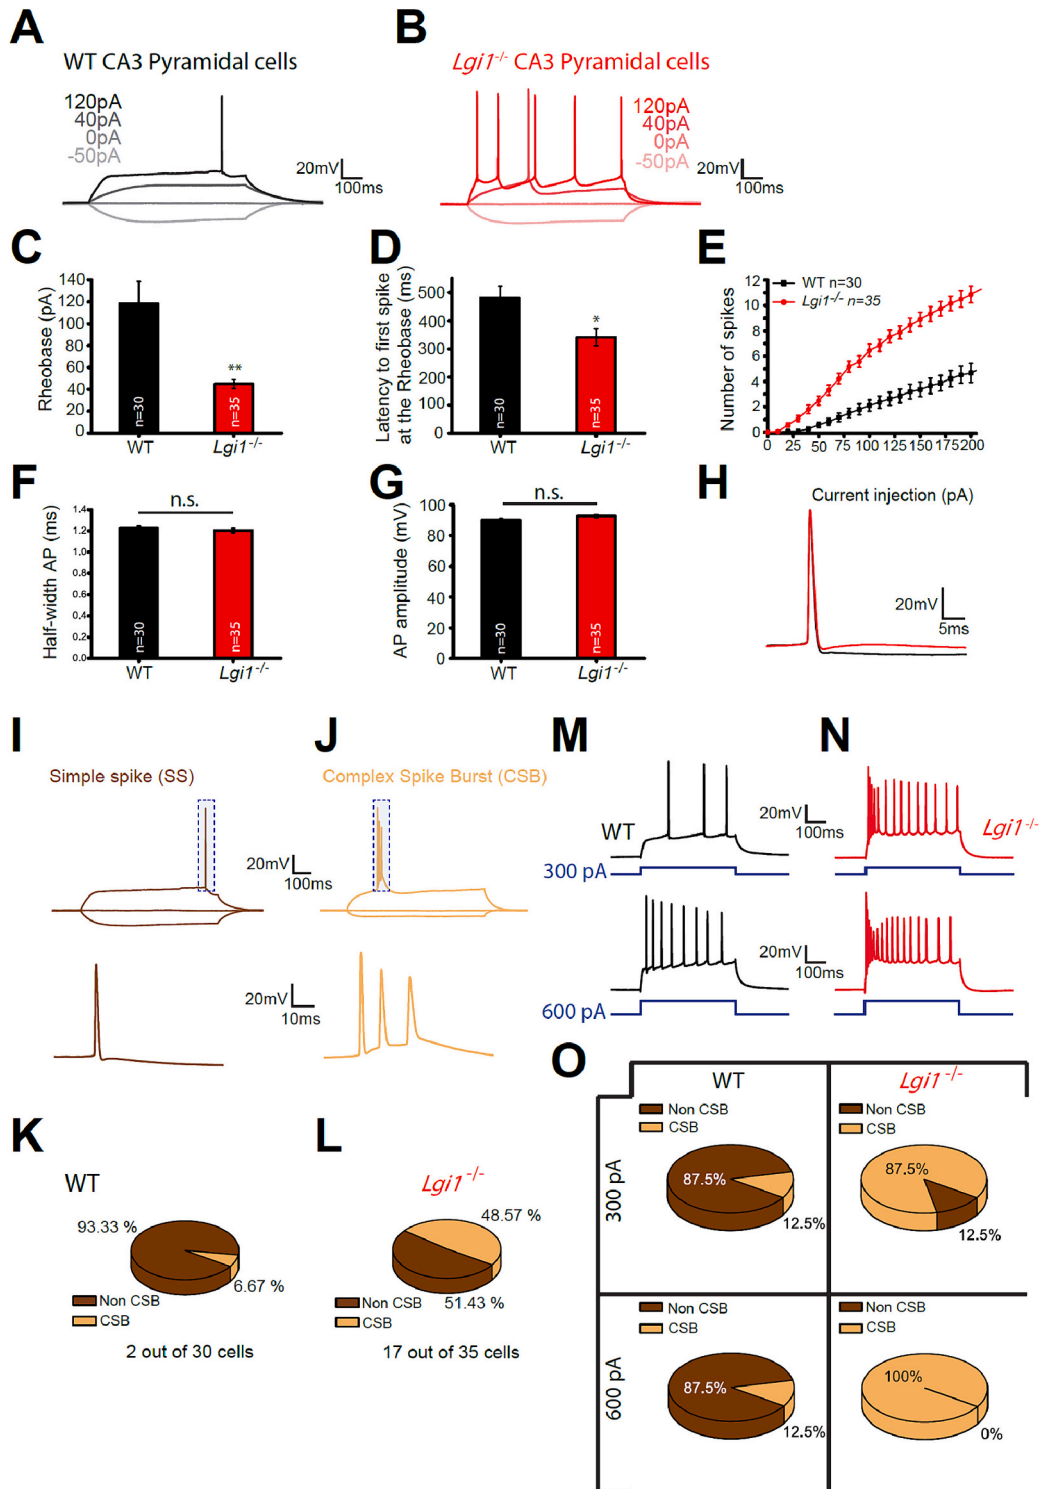 A
WT CA3 Pyramidal cells
120pA
40pA
0pA
-50pA
20mV
100ms
B
Lgi1-/- CA3 Pyramidal cells
120pA
40pA
0pA
-50pA
20mV
100ms
C
Rheobase (pA)
140
120
100
80
60
40
20
0
**
n=30
n=35
WT
Lgi1-/-
D
Latency to first spike
at the Rheobase (ms)
500
400
300
200
100
0
*
n=30
n=35
WT
Lgi1-/-
E
Number of spikes
12
10
8
6
4
2
0
WT n=30
Lgi1-/- n=35
0 25 50 75 100 125 150 175 200
Current injection (pA)
F
Half-width AP (ms)
1.4
1.2
1.0
0.8
0.6
0.4
0.2
0.0
n.s.
n=30
n=35
WT
Lgi1-/-
G
AP amplitude (mV)
100
80
60
40
20
0
n.s.
n=30
n=35
WT
Lgi1-/-
H
20mV
5ms
I
Simple spike (SS)
20mV
100ms
J
Complex Spike Burst (CSB)
20mV
10ms
K
WT
93.33 %
6.67 %
Non CSB
CSB
2 out of 30 cells
L
Lgi1-/-
48.57 %
51.43 %
Non CSB
CSB
17 out of 35 cells
M
WT
20mV
100ms
300 pA
20mV
100ms
600 pA
N
Lgi1-/-
O
WT
Lgi1-/-
300 pA
Non CSB
CSB
87.5%
12.5%
Non CSB
CSB
87.5%
12.5%
600 pA
Non CSB
CSB
87.5%
12.5%
Non CSB
CSB
100%
0%